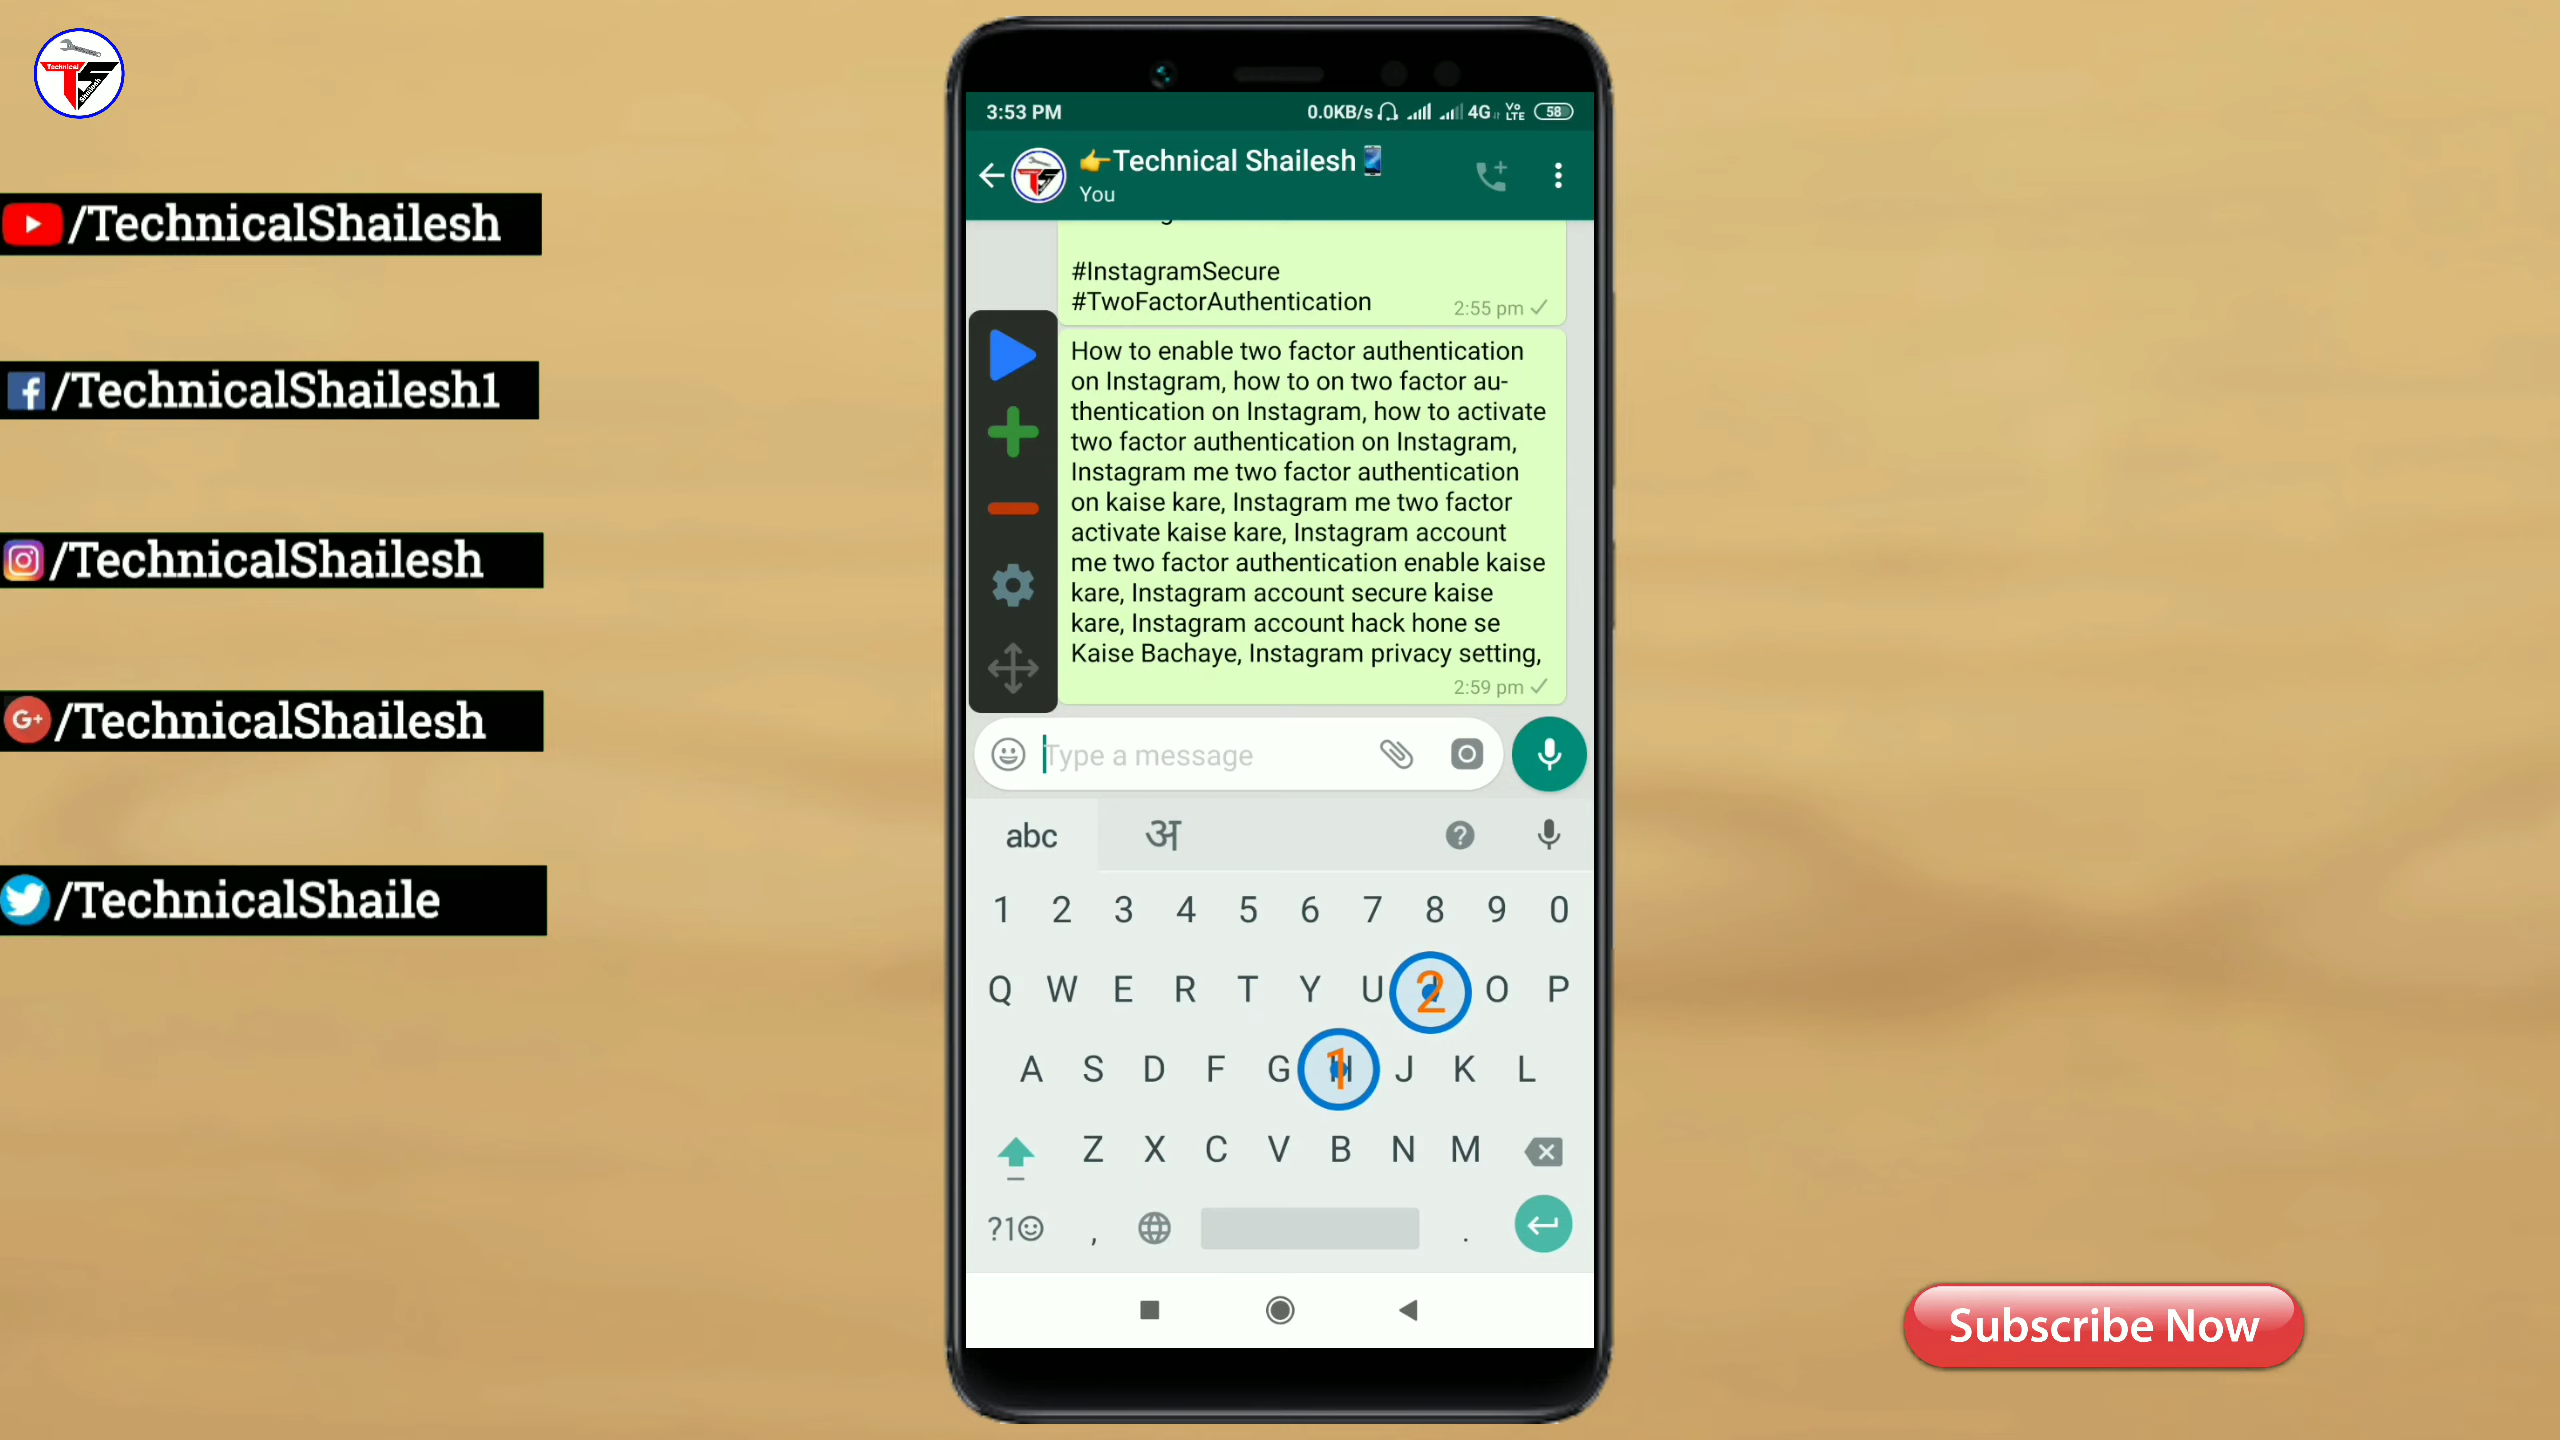 Technical
Shailesh
/TechnicalShailesh
/TechnicalShailesh1
/TechnicalShailesh
G+ /TechnicalShailesh
/TechnicalShaile
3:53 PM
0.0KB/s 4G Vo LTE 58
👉Technical Shailesh📱
You
#InstagramSecure
#TwoFactorAuthentication
2:55 pm
How to enable two factor authentication
on Instagram, how to on two factor au-
thentication on Instagram, how to activate
two factor authentication on Instagram,
Instagram me two factor authentication
on kaise kare, Instagram me two factor
activate kaise kare, Instagram account
me two factor authentication enable kaise
kare, Instagram account secure kaise
kare, Instagram account hack hone se
Kaise Bachaye, Instagram privacy setting,
2:59 pm
Type a message
abc अ ?
1 2 3 4 5 6 7 8 9 0
Q W E R T Y U 2 O P
A S D F G 1 J K L
Z X C V B N M
?1☺ , .
Subscribe Now